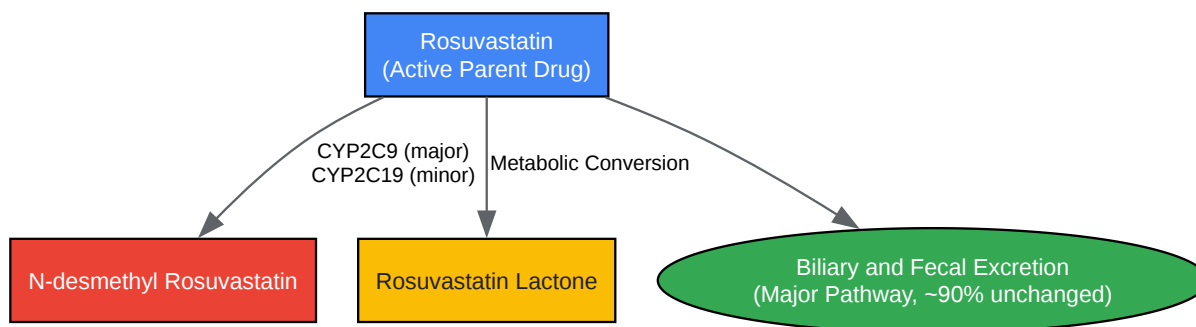 Rosuvastatin
(Active Parent Drug)
CYP2C9 (major)
CYP2C19 (minor)
Metabolic Conversion
N-desmethyl Rosuvastatin
Rosuvastatin Lactone
Biliary and Fecal Excretion
(Major Pathway, ~90% unchanged)